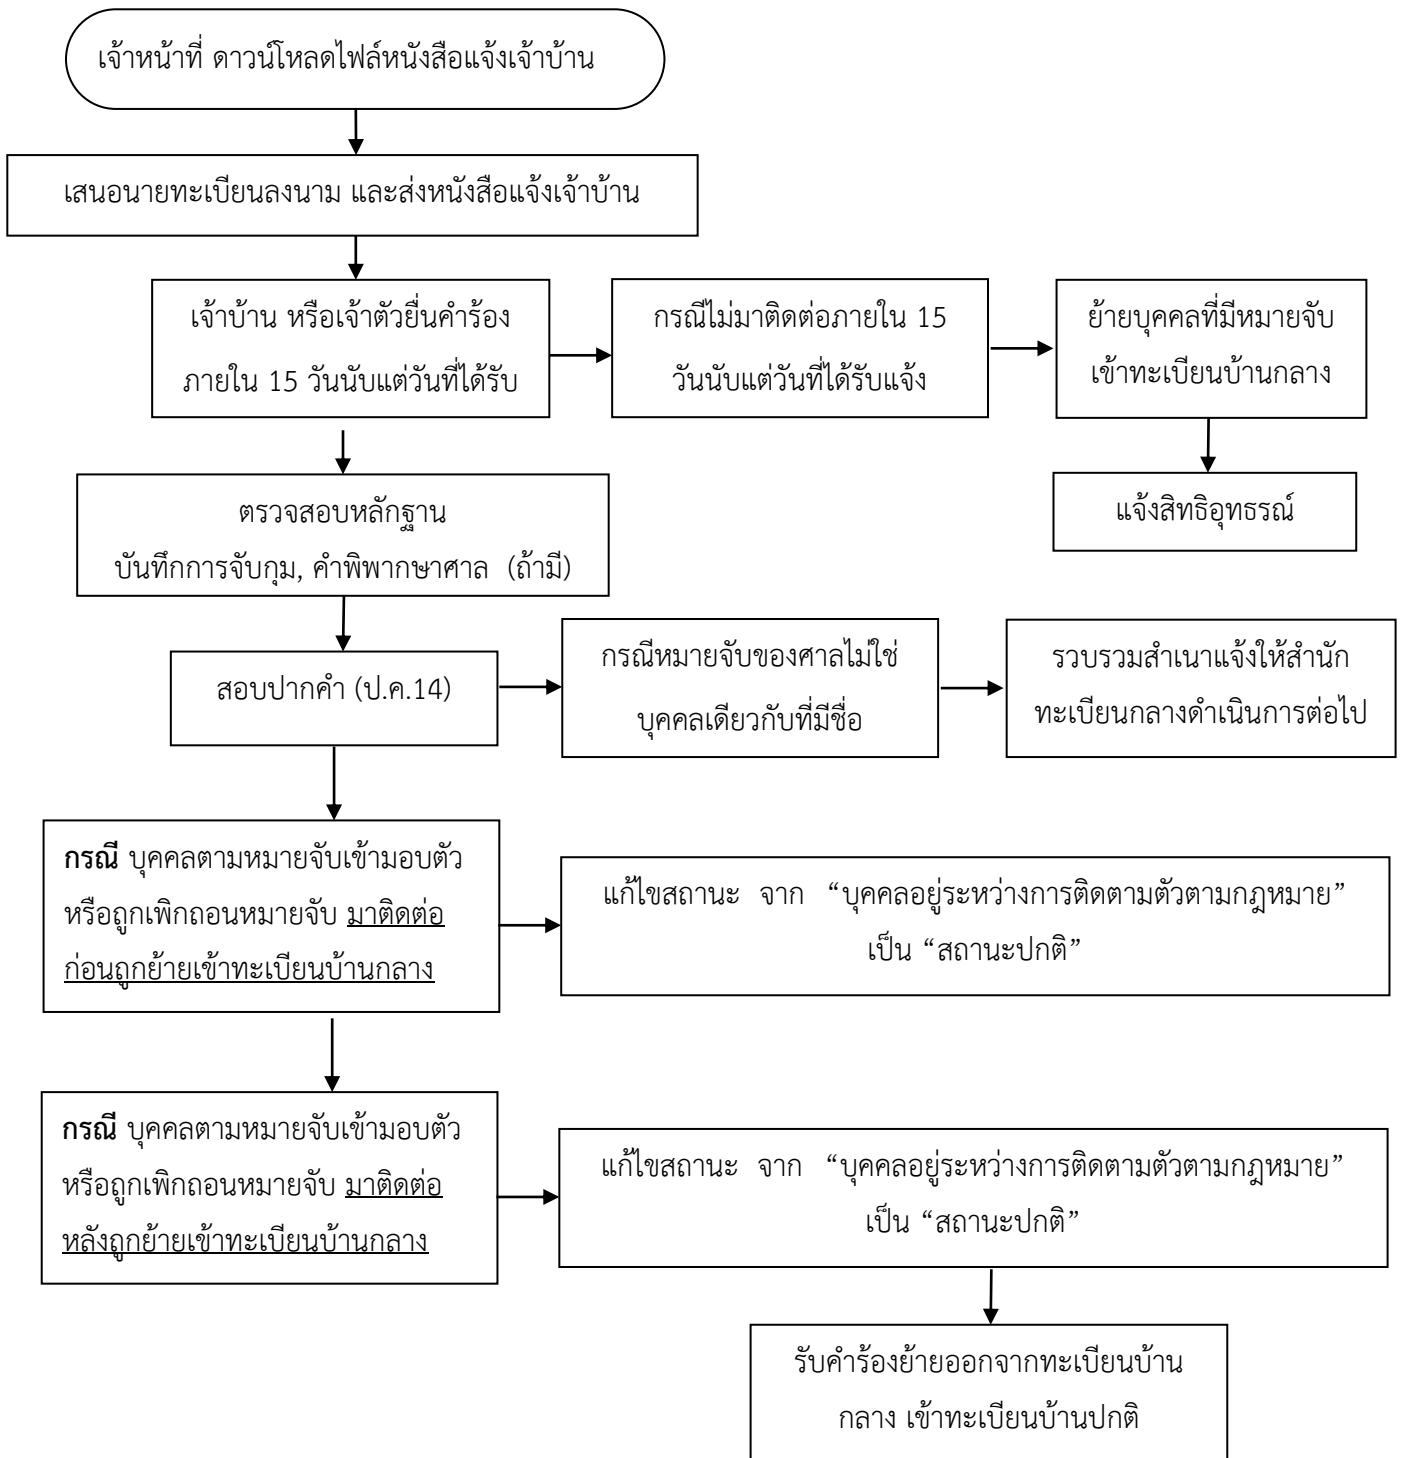 เจ้าหน้าที่ ดาวน์โหลดไฟล์หนังสือแจ้งเจ้าบ้าน
เสนอนายทะเบียนลงนาม และส่งหนังสือแจ้งเจ้าบ้าน
เจ้าบ้าน หรือเจ้าตัวยื่นคำร้อง
ภายใน 15 วันนับแต่วันที่ได้รับ
กรณีไม่มาติดต่อภายใน 15
วันนับแต่วันที่ได้รับแจ้ง
ย้ายบุคคลที่มีหมายจับ
เข้าทะเบียนบ้านกลาง
แจ้งสิทธิอุทธรณ์
ตรวจสอบหลักฐาน
บันทึกการจับกุม, คำพิพากษาศาล (ถ้ามี)
สอบปากคำ (ป.ค.14)
กรณีหมายจับของศาลไม่ใช่
บุคคลเดียวกับที่มีชื่อ
รวบรวมสำเนาแจ้งให้สำนัก
ทะเบียนกลางดำเนินการต่อไป
กรณี บุคคลตามหมายจับเข้ามอบตัว
หรือถูกเพิกถอนหมายจับ มาติดต่อ
ก่อนถูกย้ายเข้าทะเบียนบ้านกลาง
แก้ไขสถานะ จาก “บุคคลอยู่ระหว่างการติดตามตัวตามกฎหมาย”
เป็น “สถานะปกติ”
กรณี บุคคลตามหมายจับเข้ามอบตัว
หรือถูกเพิกถอนหมายจับ มาติดต่อ
หลังถูกย้ายเข้าทะเบียนบ้านกลาง
แก้ไขสถานะ จาก “บุคคลอยู่ระหว่างการติดตามตัวตามกฎหมาย”
เป็น “สถานะปกติ”
รับคำร้องย้ายออกจากทะเบียนบ้าน
กลาง เข้าทะเบียนบ้านปกติ